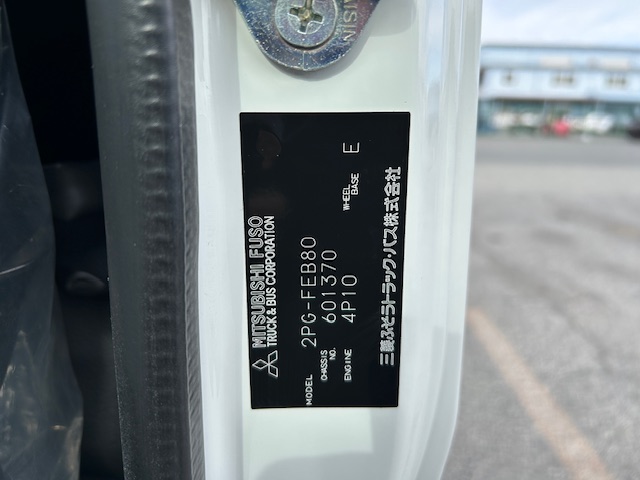 MITSUBISHI FUSO
TRUCK & BUS CORPORATION
MODEL 2PG-FEB80
CHASSIS NO. 601370
ENGINE 4P10 WHEEL BASE E
三菱ふそうトラック・バス株式会社